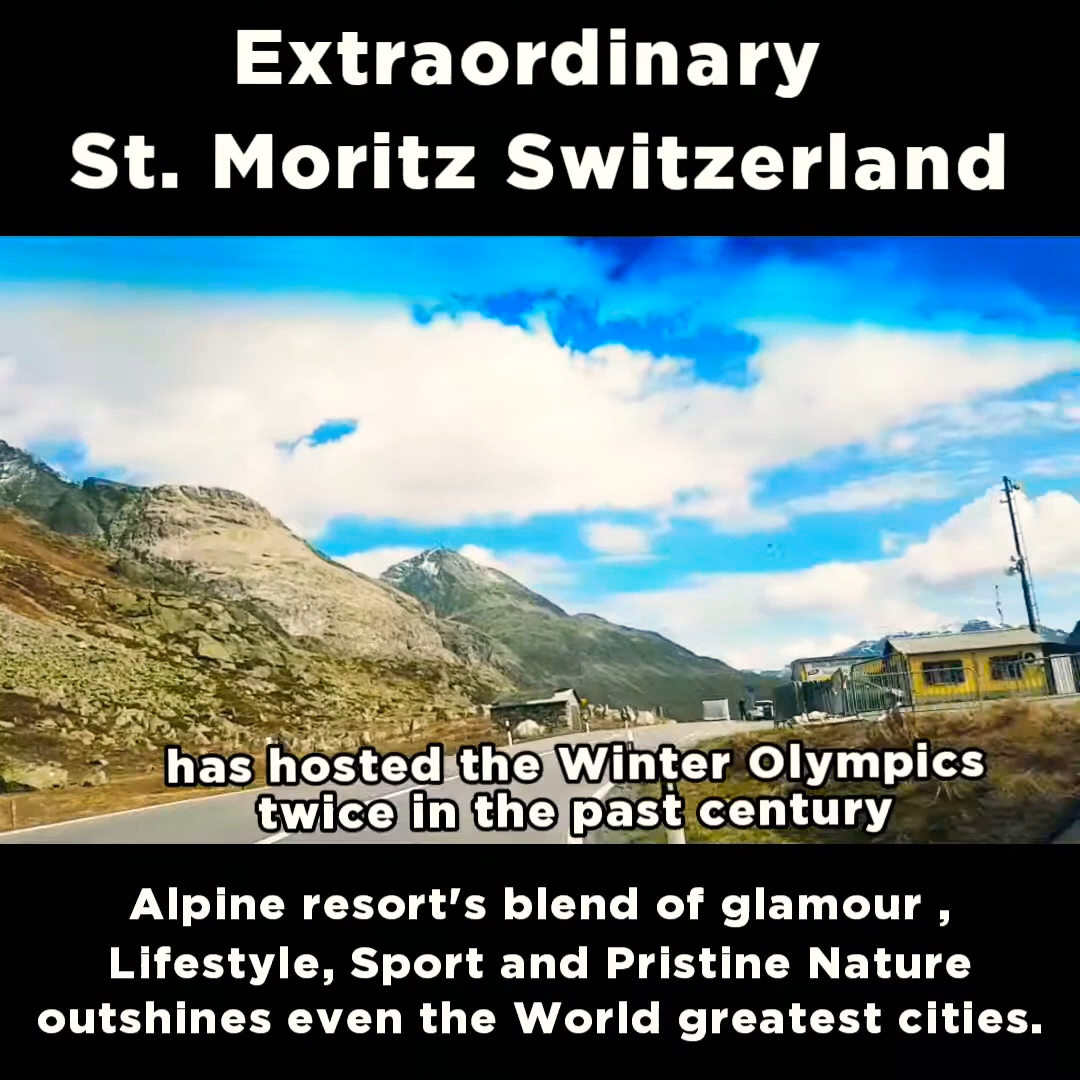 Extraordinary
St. Moritz Switzerland
has hosted the Winter Olympics
twice in the past century
Alpine resort's blend of glamour ,
Lifestyle, Sport and Pristine Nature
outshines even the World greatest cities.